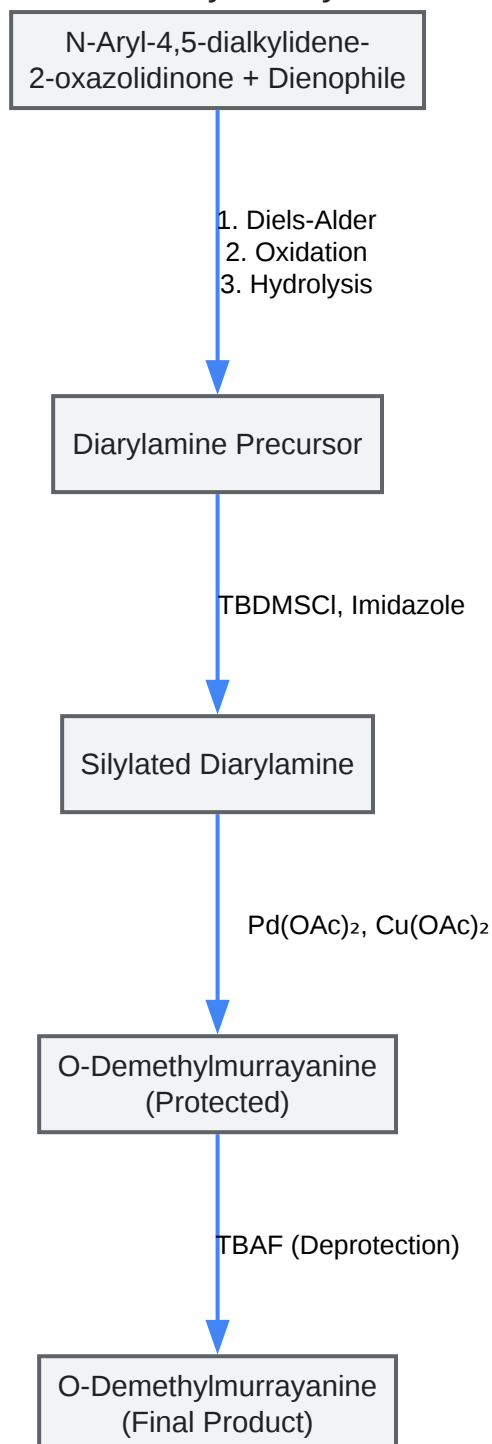 N-Aryl-4,5-dialkylidene-
2-oxazolidinone + Dienophile
1. Diels-Alder
2. Oxidation
3. Hydrolysis
Diarylamine Precursor
TBDMSCl, Imidazole
Silylated Diarylamine
Pd(OAc)₂, Cu(OAc)₂
O-Demethylmurrayanine
(Protected)
TBAF (Deprotection)
O-Demethylmurrayanine
(Final Product)